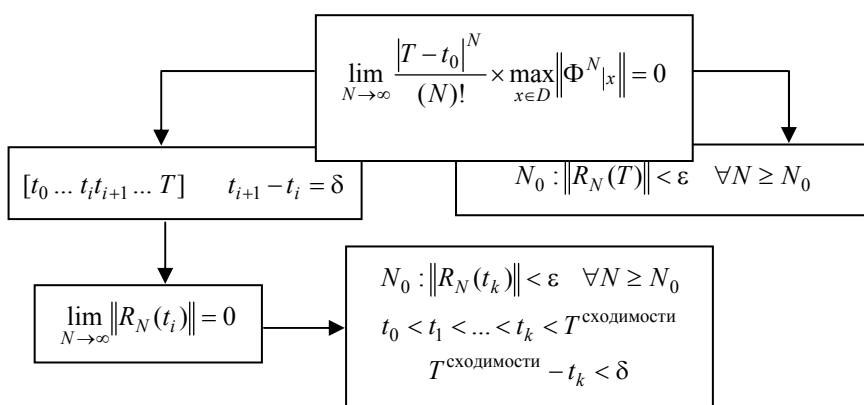 lim_{N→∞} |T − t_0|^N / (N)! × max_{x∈D} ‖Φ^N|_x‖ = 0
[t_0 ... t_i t_{i+1} ... T]   t_{i+1} − t_i = δ
N_0 : ‖R_N(T)‖ < ε   ∀N ≥ N_0
lim_{N→∞} ‖R_N(t_i)‖ = 0
N_0 : ‖R_N(t_k)‖ < ε   ∀N ≥ N_0
t_0 < t_1 < ... < t_k < T^{сходимости}
T^{сходимости} − t_k < δ